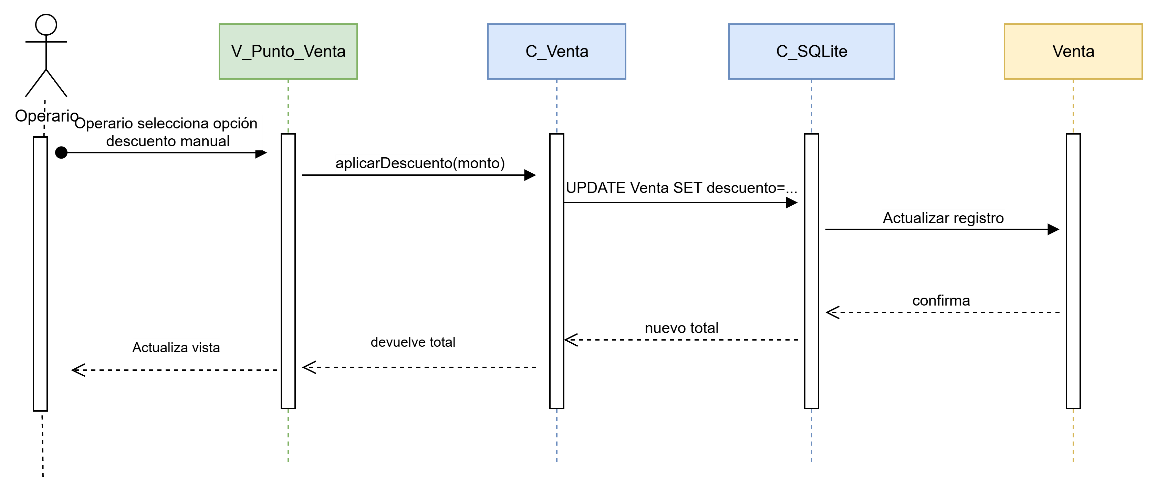 V_Punto_Venta
C_Venta
C_SQLite
Venta
Operario
Operario selecciona opción
descuento manual
aplicarDescuento(monto)
UPDATE Venta SET descuento=...
Actualizar registro
confirma
nuevo total
devuelve total
Actualiza vista